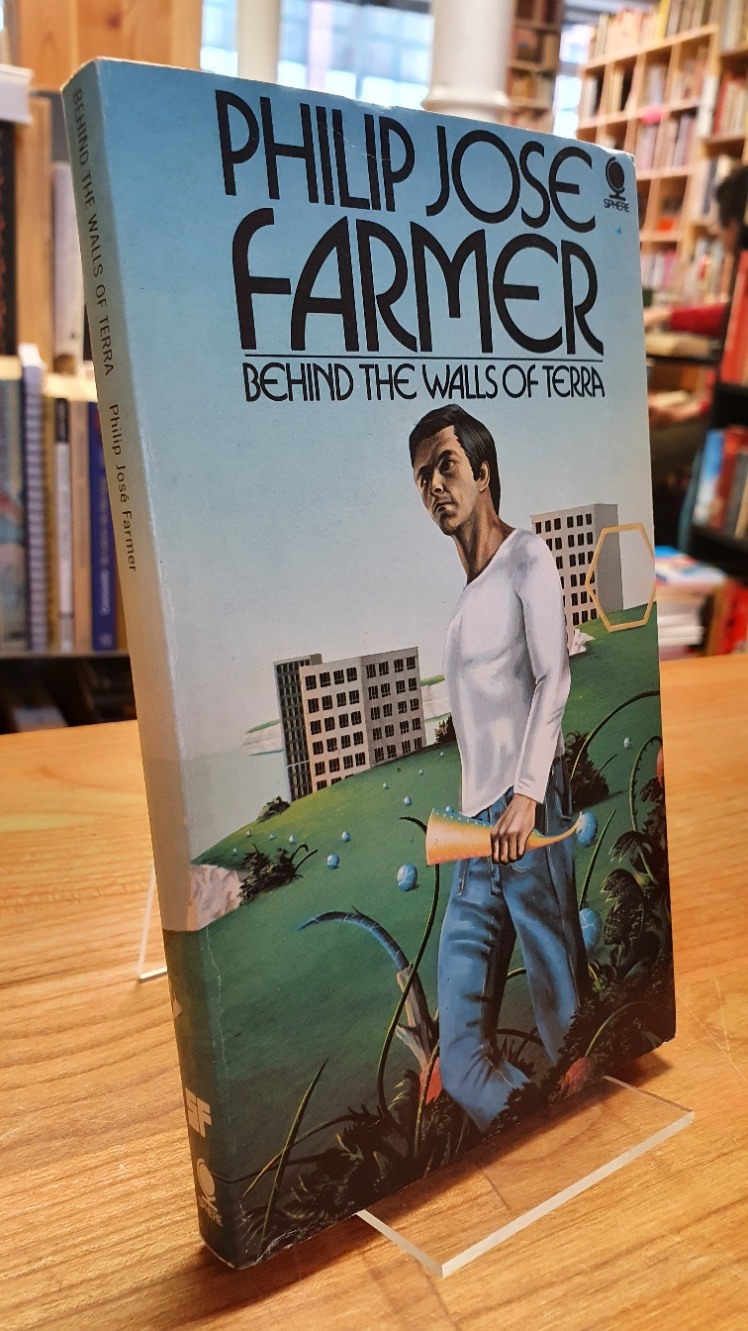 PHILIP JOSE
FARMER
BEHIND THE WALLS OF TERRA
SPHERE
BEHIND THE WALLS OF TERRA Philip José Farmer
SF
SPHERE